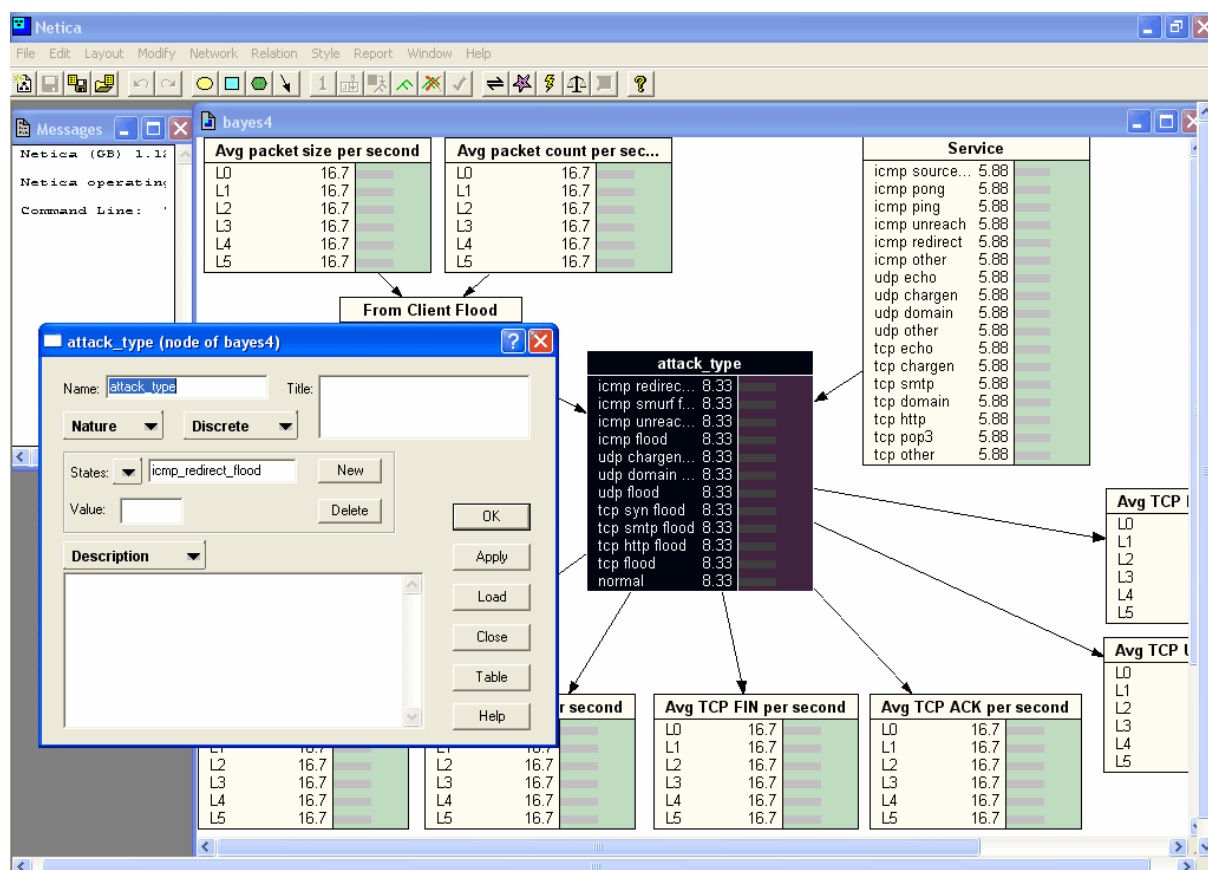 Netica
File Edit Layout Modify Network Relation Style Report Window Help
Messages
Netica (GB) 1.12
Netica operating
Command Line: '
bayes4
Avg packet size per second
L0 16.7
L1 16.7
L2 16.7
L3 16.7
L4 16.7
L5 16.7
Avg packet count per sec...
L0 16.7
L1 16.7
L2 16.7
L3 16.7
L4 16.7
L5 16.7
Service
icmp source... 5.88
icmp pong 5.88
icmp ping 5.88
icmp unreach 5.88
icmp redirect 5.88
icmp other 5.88
udp echo 5.88
udp chargen 5.88
udp domain 5.88
udp other 5.88
tcp echo 5.88
tcp chargen 5.88
tcp smtp 5.88
tcp domain 5.88
tcp http 5.88
tcp pop3 5.88
tcp other 5.88
From Client Flood
attack_type (node of bayes4)
Name: attack_type Title:
Nature Discrete
States: icmp_redirect_flood New
Value: Delete
Description
OK
Apply
Load
Close
Table
Help
attack_type
icmp redirec... 8.33
icmp smurf f... 8.33
icmp unreac... 8.33
icmp flood 8.33
udp chargen... 8.33
udp domain ... 8.33
udp flood 8.33
tcp syn flood 8.33
tcp smtp flood 8.33
tcp http flood 8.33
tcp flood 8.33
normal 8.33
Avg TCP
L0
L1
L2
L3
L4
L5
Avg TCP
L0
L1
L2
L3
L4
L5
L1 16.7
L2 16.7
L3 16.7
L4 16.7
L5 16.7
r second
L1 16.7
L2 16.7
L3 16.7
L4 16.7
L5 16.7
Avg TCP FIN per second
L0 16.7
L1 16.7
L2 16.7
L3 16.7
L4 16.7
L5 16.7
Avg TCP ACK per second
L0 16.7
L1 16.7
L2 16.7
L3 16.7
L4 16.7
L5 16.7